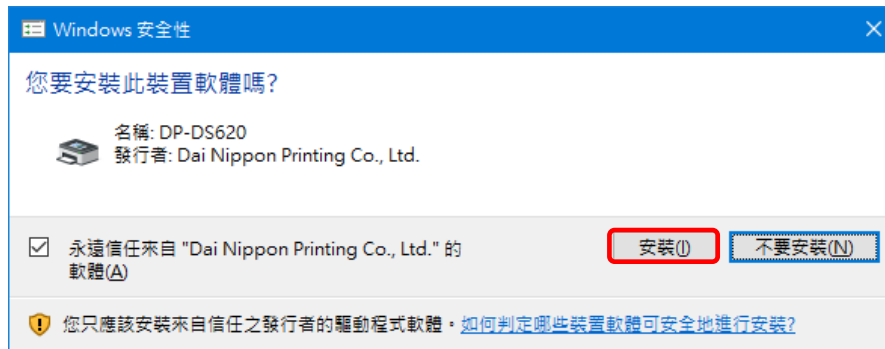 Windows 安全性
您要安裝此裝置軟體嗎?
名稱: DP-DS620
發行者: Dai Nippon Printing Co., Ltd.
永遠信任來自 "Dai Nippon Printing Co., Ltd." 的
軟體(A)
安裝(I)
不要安裝(N)
您只應該安裝來自信任之發行者的驅動程式軟體。如何判定哪些裝置軟體可安全地進行安裝?